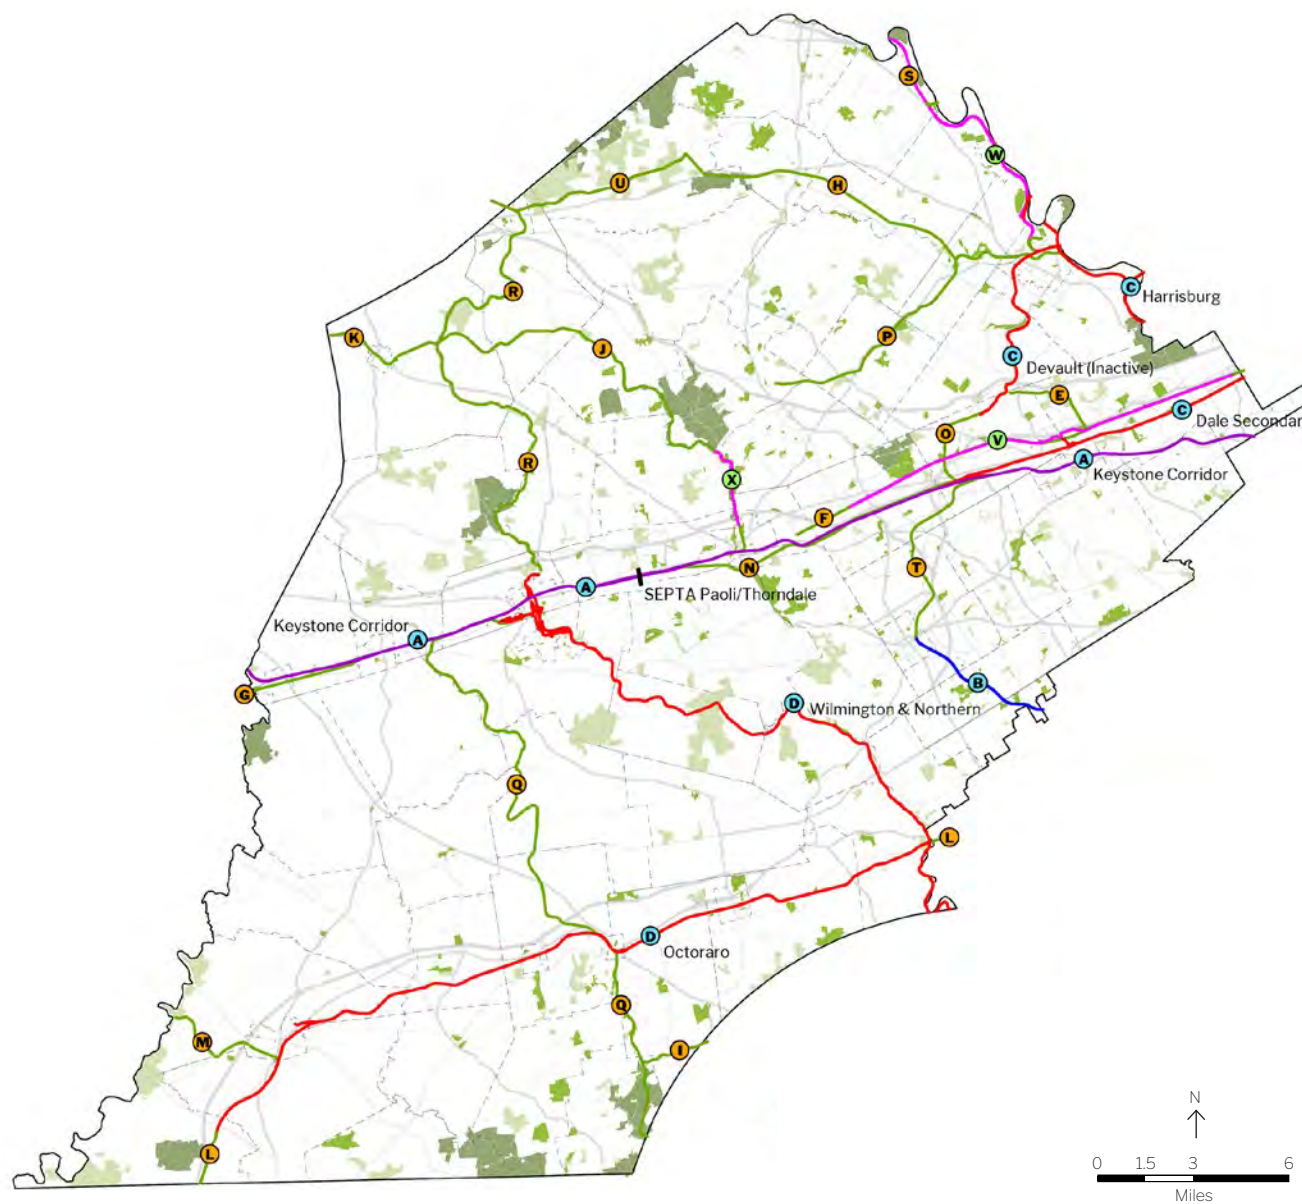 S
W
U
H
R
C
Harrisburg
K
J
P
C
Devault (Inactive)
E
C
Dale Secondar
O
V
A
Keystone Corridor
R
X
F
N
T
A
SEPTA Paoli/Thorndale
Keystone Corridor
A
G
B
D
Wilmington & Northern
Q
L
D
Octoraro
Q
M
I
L
N
0 1.5 3 6
Miles